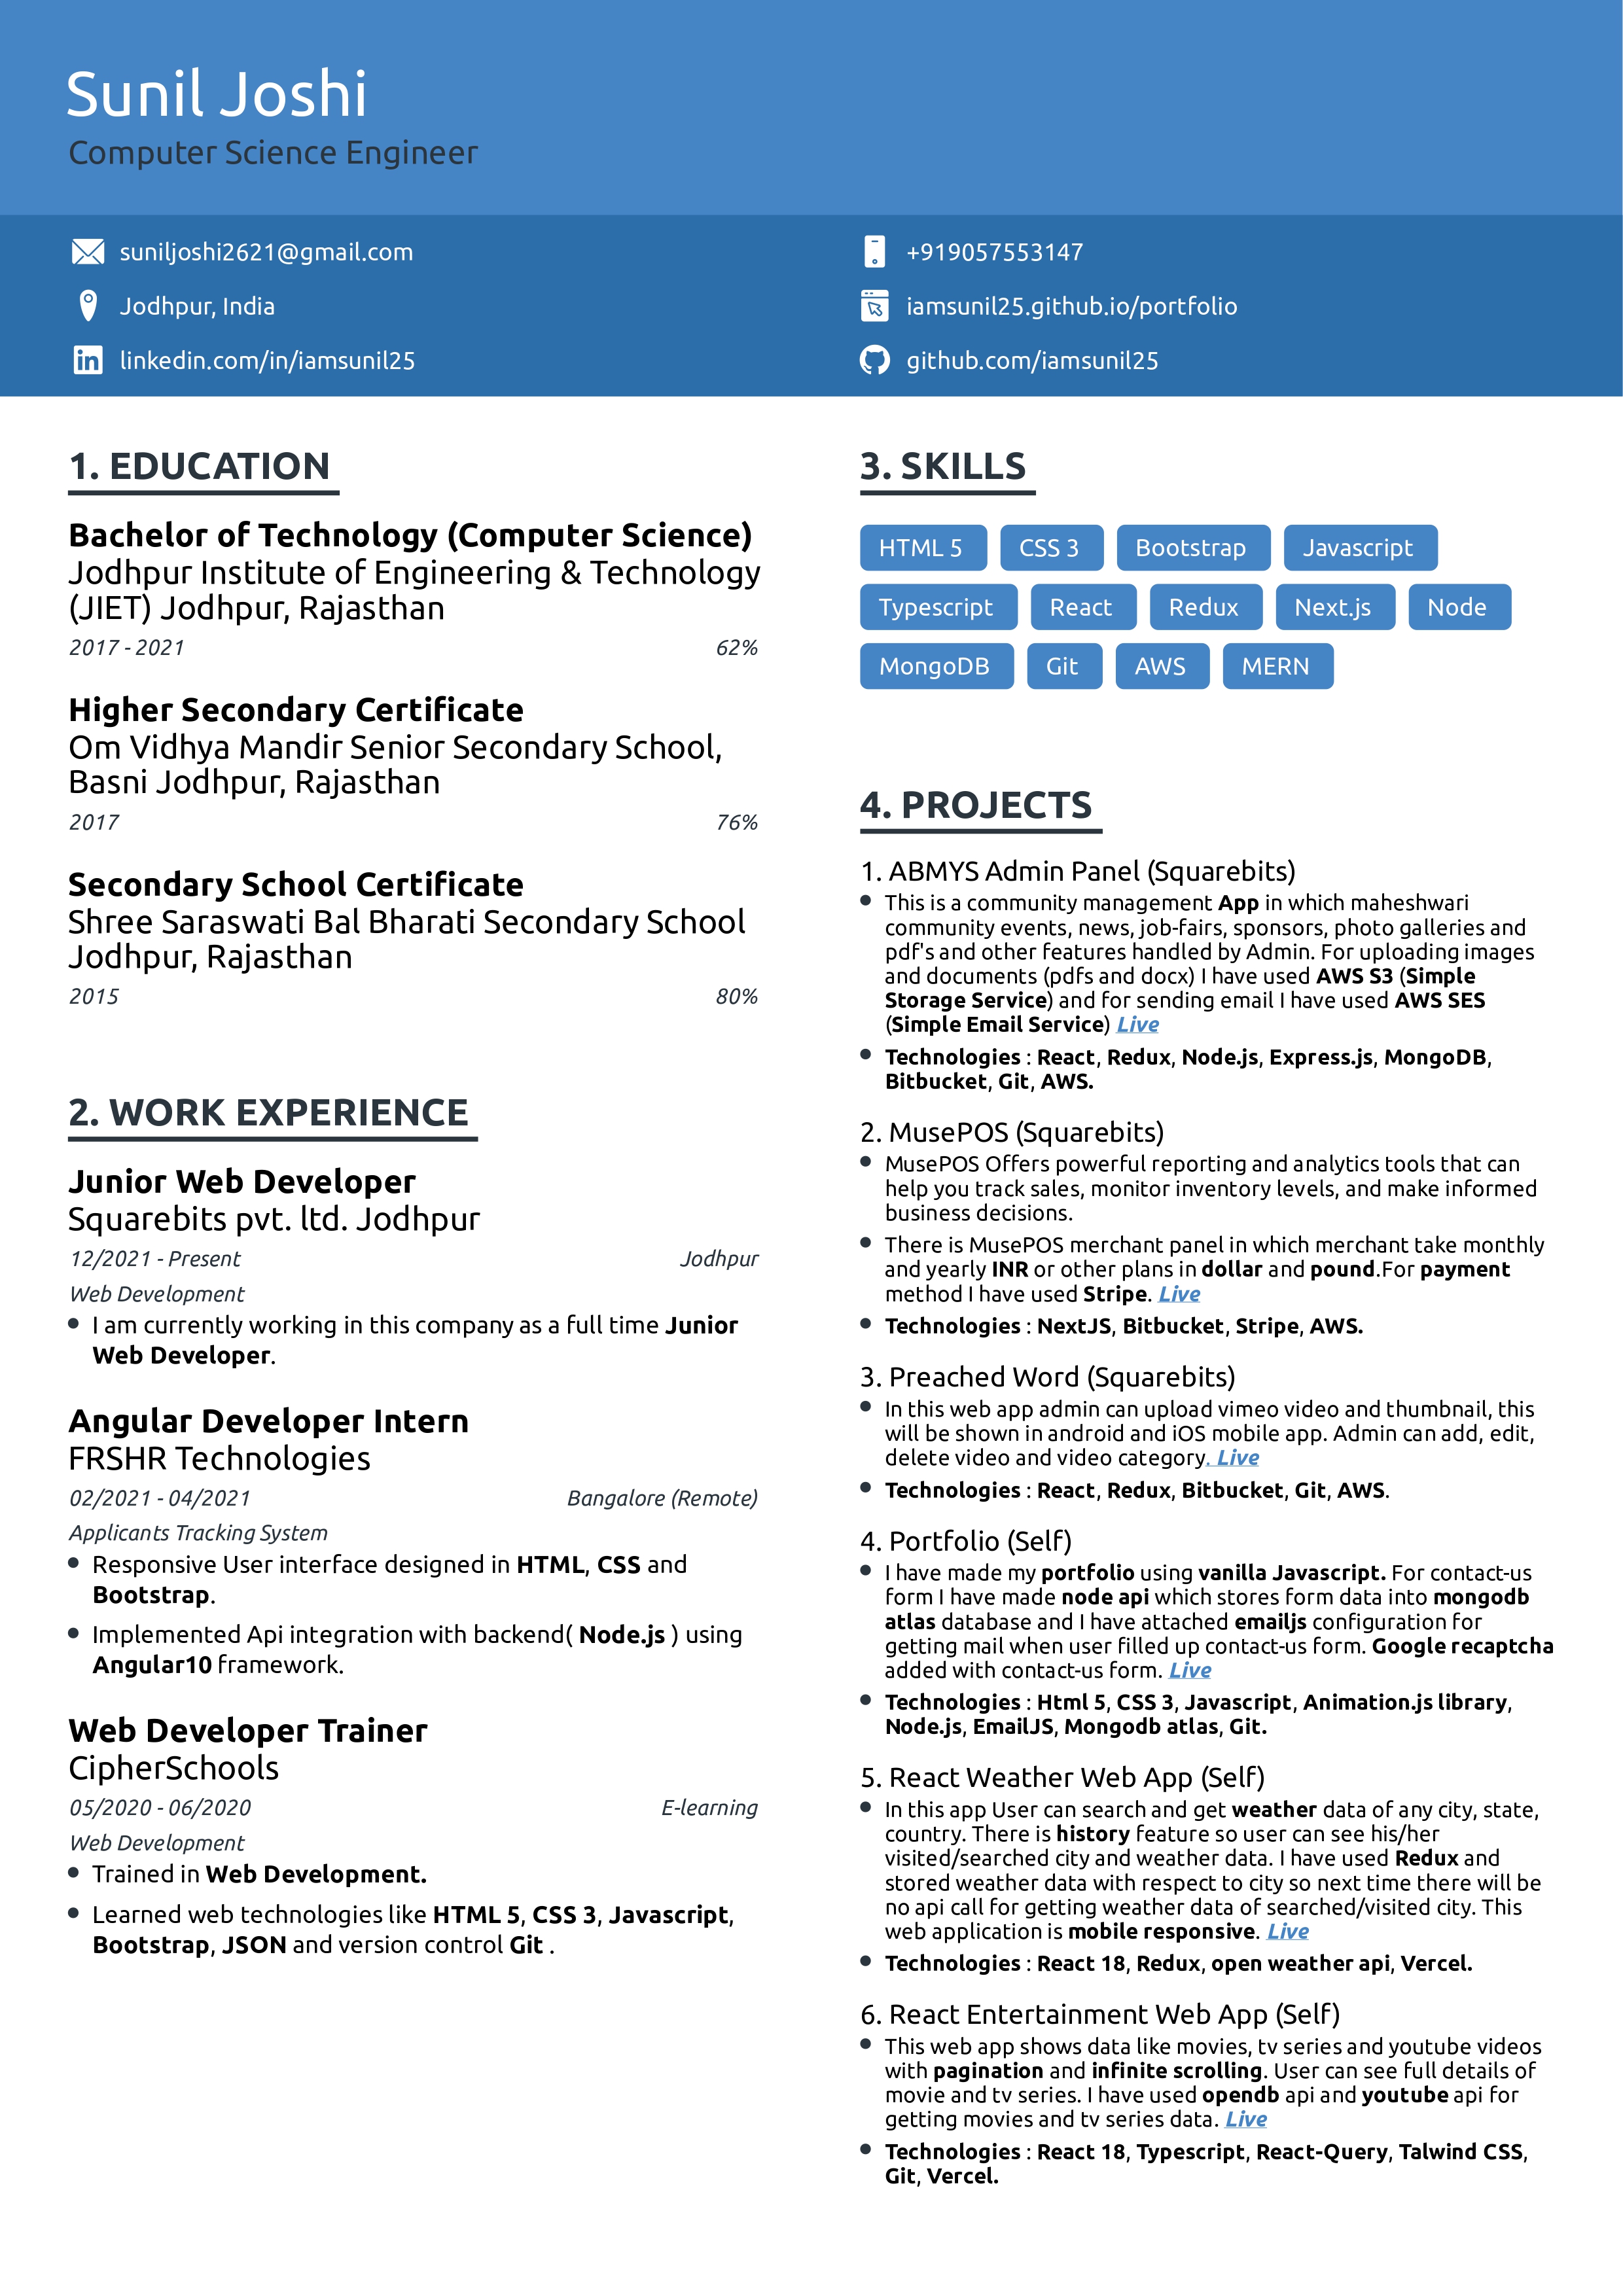 Sunil Joshi
Computer Science Engineer
suniljoshi2621@gmail.com
+919057553147
Jodhpur, India
iamsunil25.github.io/portfolio
linkedin.com/in/iamsunil25
github.com/iamsunil25
1. EDUCATION
Bachelor of Technology (Computer Science)
Jodhpur Institute of Engineering & Technology
(JIET) Jodhpur, Rajasthan
2017 - 2021 62%
Higher Secondary Certificate
Om Vidhya Mandir Senior Secondary School,
Basni Jodhpur, Rajasthan
2017 76%
Secondary School Certificate
Shree Saraswati Bal Bharati Secondary School
Jodhpur, Rajasthan
2015 80%
2. WORK EXPERIENCE
Junior Web Developer
Squarebits pvt. ltd. Jodhpur
12/2021 - Present Jodhpur
Web Development
• I am currently working in this company as a full time Junior
Web Developer.
Angular Developer Intern
FRSHR Technologies
02/2021 - 04/2021 Bangalore (Remote)
Applicants Tracking System
• Responsive User interface designed in HTML, CSS and
Bootstrap.
• Implemented Api integration with backend( Node.js ) using
Angular10 framework.
Web Developer Trainer
CipherSchools
05/2020 - 06/2020 E-learning
Web Development
• Trained in Web Development.
• Learned web technologies like HTML 5, CSS 3, Javascript,
Bootstrap, JSON and version control Git .
3. SKILLS
HTML 5 CSS 3 Bootstrap Javascript
Typescript React Redux Next.js Node
MongoDB Git AWS MERN
4. PROJECTS
1. ABMYS Admin Panel (Squarebits)
• This is a community management App in which maheshwari
community events, news, job-fairs, sponsors, photo galleries and
pdf's and other features handled by Admin. For uploading images
and documents (pdfs and docx) I have used AWS S3 (Simple
Storage Service) and for sending email I have used AWS SES
(Simple Email Service) Live
• Technologies : React, Redux, Node.js, Express.js, MongoDB,
Bitbucket, Git, AWS.
2. MusePOS (Squarebits)
• MusePOS Offers powerful reporting and analytics tools that can
help you track sales, monitor inventory levels, and make informed
business decisions.
• There is MusePOS merchant panel in which merchant take monthly
and yearly INR or other plans in dollar and pound.For payment
method I have used Stripe. Live
• Technologies : NextJS, Bitbucket, Stripe, AWS.
3. Preached Word (Squarebits)
• In this web app admin can upload vimeo video and thumbnail, this
will be shown in android and iOS mobile app. Admin can add, edit,
delete video and video category. Live
• Technologies : React, Redux, Bitbucket, Git, AWS.
4. Portfolio (Self)
• I have made my portfolio using vanilla Javascript. For contact-us
form I have made node api which stores form data into mongodb
atlas database and I have attached emailjs configuration for
getting mail when user filled up contact-us form. Google recaptcha
added with contact-us form. Live
• Technologies : Html 5, CSS 3, Javascript, Animation.js library,
Node.js, EmailJS, Mongodb atlas, Git.
5. React Weather Web App (Self)
• In this app User can search and get weather data of any city, state,
country. There is history feature so user can see his/her
visited/searched city and weather data. I have used Redux and
stored weather data with respect to city so next time there will be
no api call for getting weather data of searched/visited city. This
web application is mobile responsive. Live
• Technologies : React 18, Redux, open weather api, Vercel.
6. React Entertainment Web App (Self)
• This web app shows data like movies, tv series and youtube videos
with pagination and infinite scrolling. User can see full details of
movie and tv series. I have used opendb api and youtube api for
getting movies and tv series data. Live
• Technologies : React 18, Typescript, React-Query, Talwind CSS,
Git, Vercel.